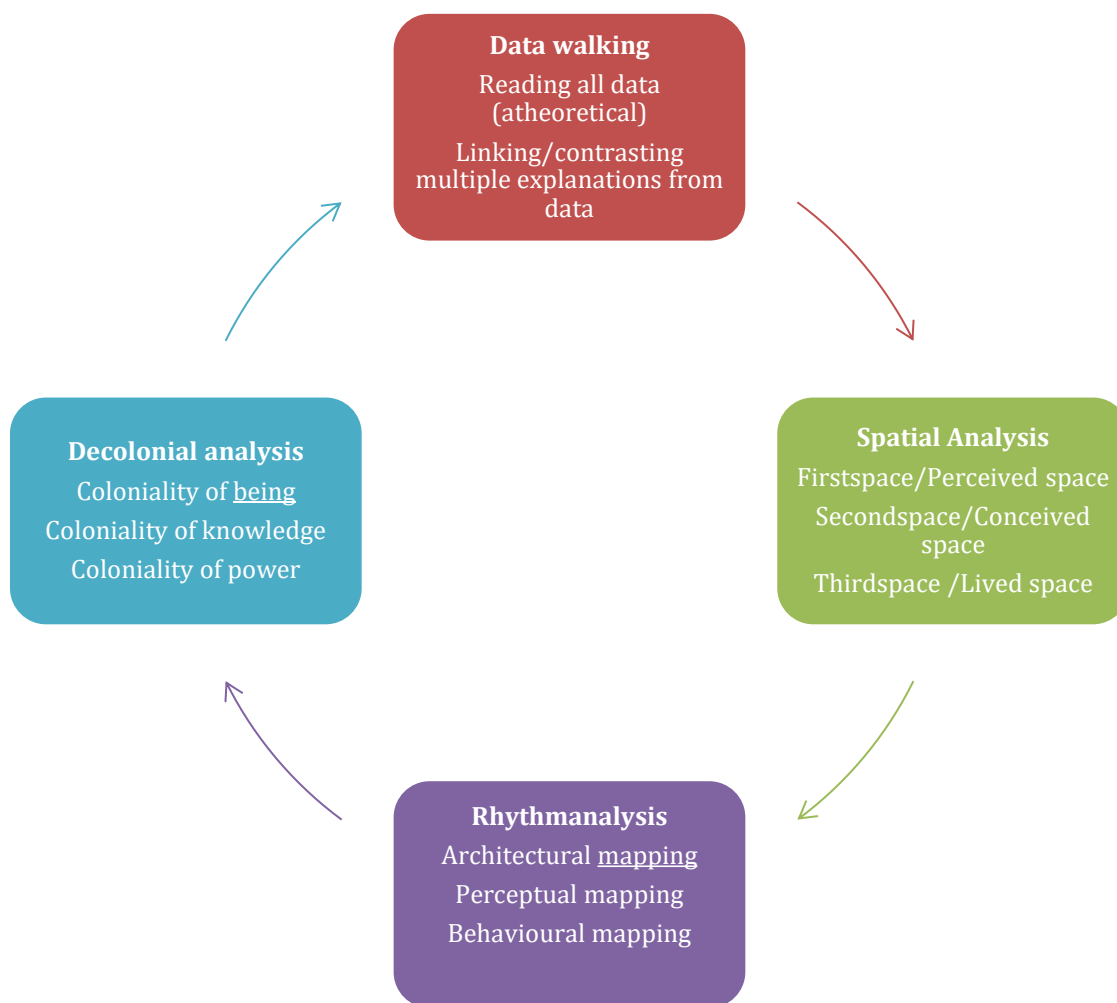 Data walking
Reading all data
(atheoretical)
Linking/contrasting
multiple explanations from
data
Decolonial analysis
Coloniality of being
Coloniality of knowledge
Coloniality of power
Spatial Analysis
Firstspace/Perceived space
Secondspace/Conceived
space
Thirdspace /Lived space
Rhythmanalysis
Architectural mapping
Perceptual mapping
Behavioural mapping